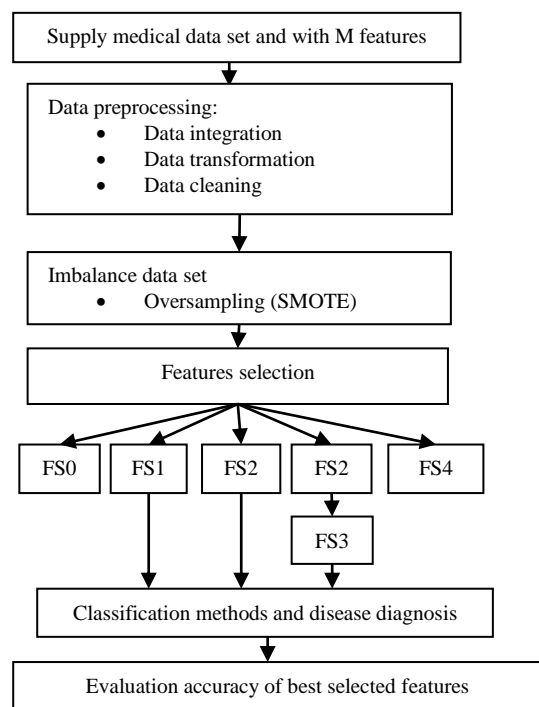 Supply medical data set and with M features
Data preprocessing:
• Data integration
• Data transformation
• Data cleaning
Imbalance data set
• Oversampling (SMOTE)
Features selection
FS0 FS1 FS2 FS2 FS4
FS3
Classification methods and disease diagnosis
Evaluation accuracy of best selected features